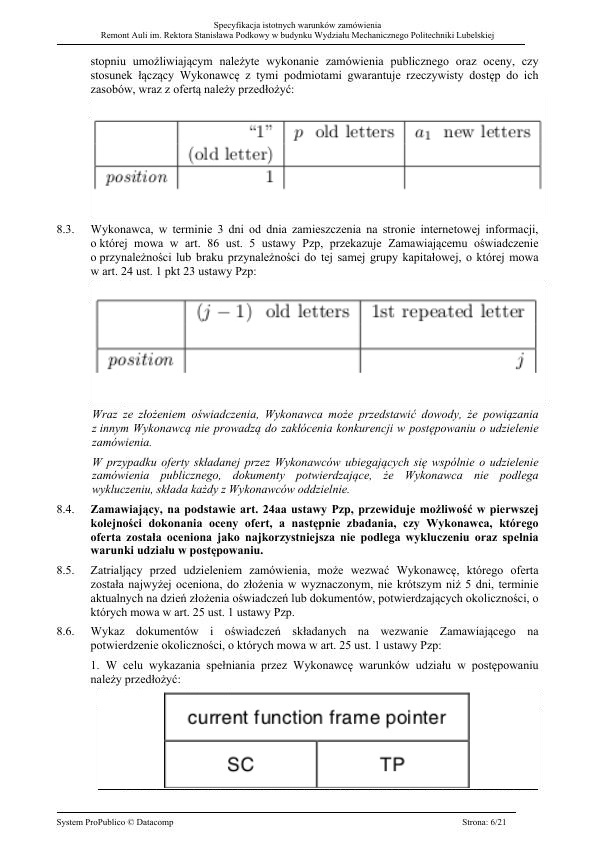 Specyfikacja istotnych warunków zamówienia
Remont Auli im. Rektora Stanisława Podkowy w budynku Wydziału Mechanicznego Politechniki Lubelskiej
stopniu umożliwiającym należyte wykonanie zamówienia publicznego oraz oceny, czy
stosunek łączący Wykonawcę z tymi podmiotami gwarantuje rzeczywisty dostęp do ich
zasobów, wraz z ofertą należy przedłożyć:
“1” p old letters a₁ new letters
(old letter)
position 1
8.3. Wykonawca, w terminie 3 dni od dnia zamieszczenia na stronie internetowej informacji,
o której mowa w art. 86 ust. 5 ustawy Pzp, przekazuje Zamawiającemu oświadczenie
o przynależności lub braku przynależności do tej samej grupy kapitałowej, o której mowa
w art. 24 ust. 1 pkt 23 ustawy Pzp:
(j − 1) old letters 1st repeated letter
position j
Wraz ze złożeniem oświadczenia, Wykonawca może przedstawić dowody, że powiązania
z innym Wykonawcą nie prowadzą do zakłócenia konkurencji w postępowaniu o udzielenie
zamówienia.
W przypadku oferty składanej przez Wykonawców ubiegających się wspólnie o udzielenie
zamówienia publicznego, dokumenty potwierdzające, że Wykonawca nie podlega
wykluczeniu, składa każdy z Wykonawców oddzielnie.
8.4. Zamawiający, na podstawie art. 24aa ustawy Pzp, przewiduje możliwość w pierwszej
kolejności dokonania oceny ofert, a następnie zbadania, czy Wykonawca, którego
oferta została oceniona jako najkorzystniejsza nie podlega wykluczeniu oraz spełnia
warunki udziału w postępowaniu.
8.5. Zatrialjący przed udzieleniem zamówienia, może wezwać Wykonawcę, którego oferta
została najwyżej oceniona, do złożenia w wyznaczonym, nie krótszym niż 5 dni, terminie
aktualnych na dzień złożenia oświadczeń lub dokumentów, potwierdzających okoliczności, o
których mowa w art. 25 ust. 1 ustawy Pzp.
8.6. Wykaz dokumentów i oświadczeń składanych na wezwanie Zamawiającego na
potwierdzenie okoliczności, o których mowa w art. 25 ust. 1 ustawy Pzp:
1. W celu wykazania spełniania przez Wykonawcę warunków udziału w postępowaniu
należy przedłożyć:
current function frame pointer
SC TP
System ProPublico © Datacomp Strona: 6/21